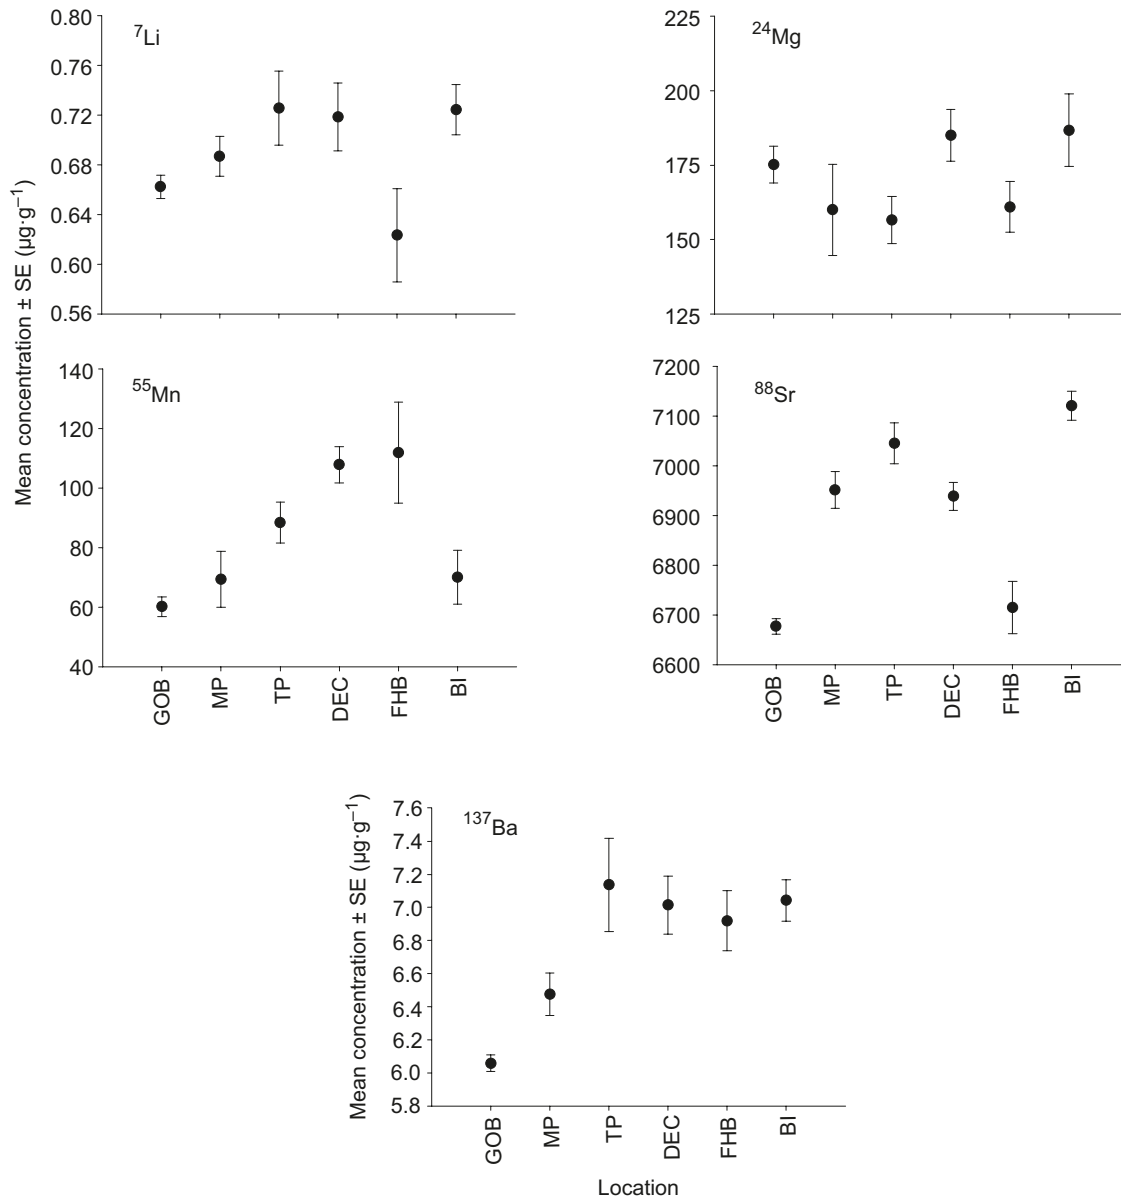 Mean concentration ± SE (µg·g⁻¹)
⁷Li
0.80
0.76
0.72
0.68
0.64
0.60
0.56
²⁴Mg
225
200
175
150
125
⁵⁵Mn
140
120
100
80
60
40
GOB
MP
TP
DEC
FHB
BI
⁸⁸Sr
7200
7100
7000
6900
6800
6700
6600
GOB
MP
TP
DEC
FHB
BI
Mean concentration ± SE (µg·g⁻¹)
¹³⁷Ba
7.6
7.4
7.2
7.0
6.8
6.6
6.4
6.2
6.0
5.8
GOB
MP
TP
DEC
FHB
BI
Location